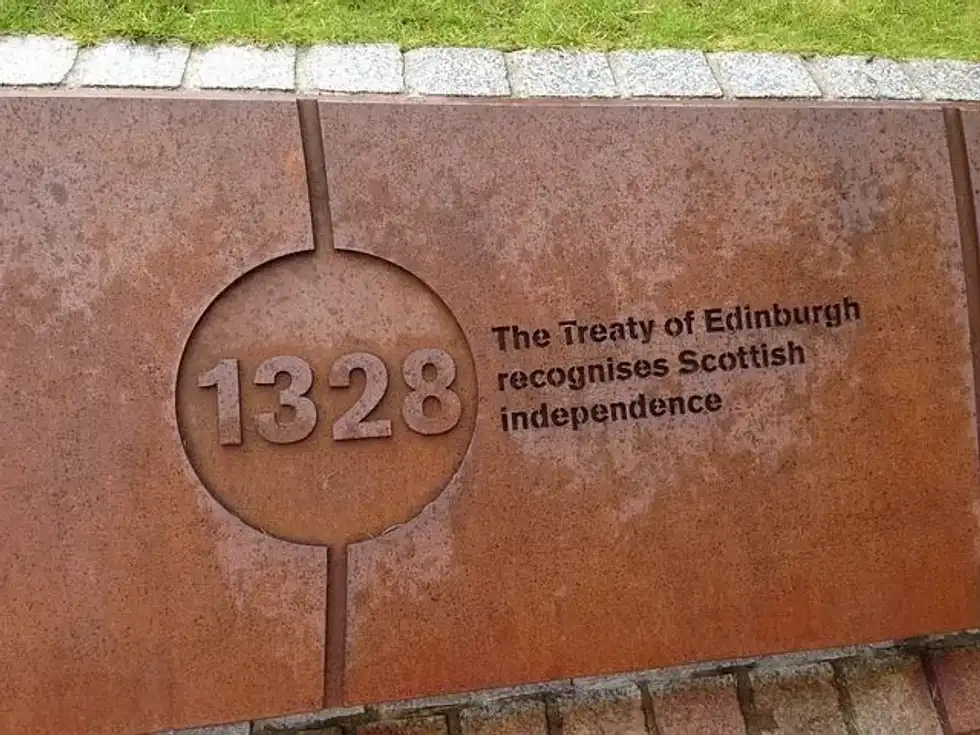 1328
The Treaty of Edinburgh
recognises Scottish
independence